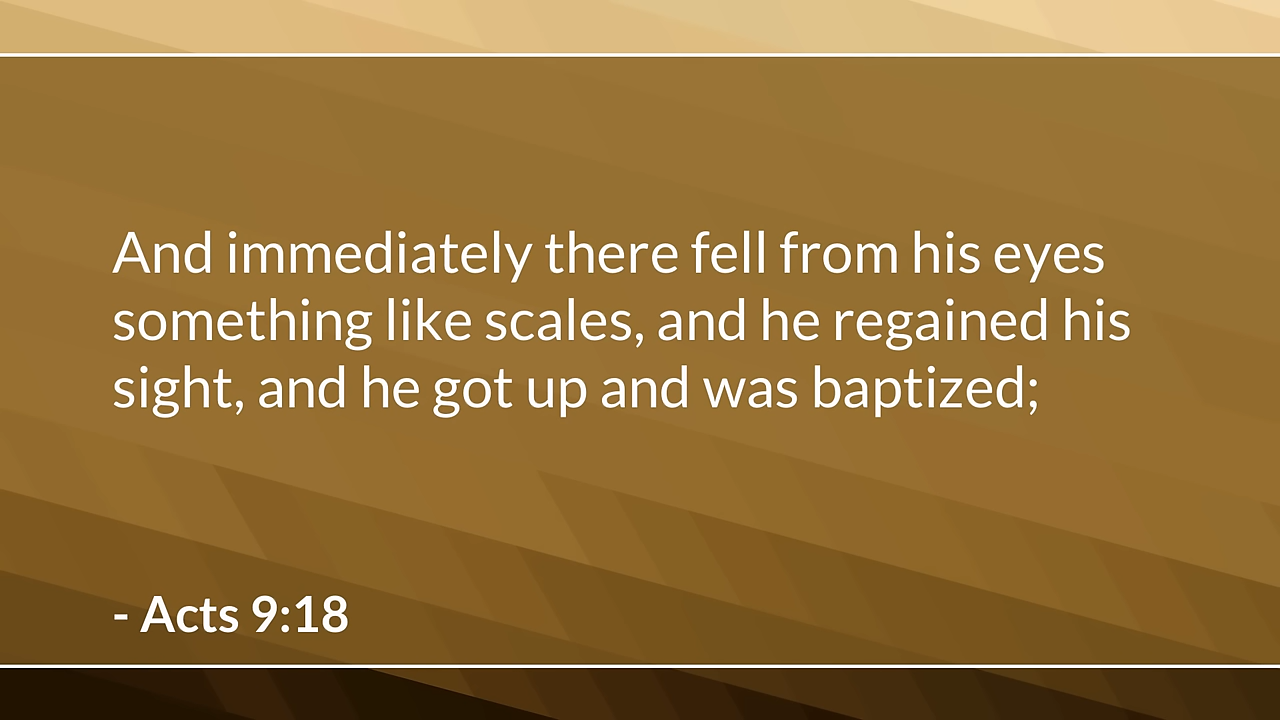 And immediately there fell from his eyes
something like scales, and he regained his
sight, and he got up and was baptized;
- Acts 9:18